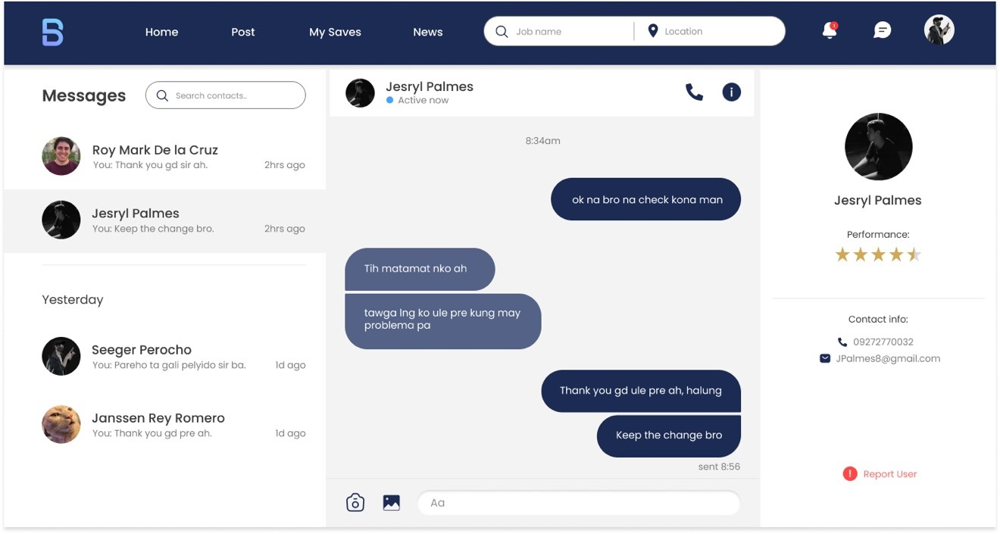 B
Home
Post
My Saves
News
Job name
Location
1
Messages
Search contacts..
Roy Mark De la Cruz
You: Thank you gd sir ah.
2hrs ago
Jesryl Palmes
You: Keep the change bro.
2hrs ago
Yesterday
Seeger Perocho
You: Pareho ta gali pelyido sir ba.
1d ago
Janssen Rey Romero
You: Thank you gd pre ah.
1d ago
Jesryl Palmes
Active now
i
8:34am
ok na bro na check kona man
Tih matamat nko ah
tawga lng ko ule pre kung may
problema pa
Thank you gd ule pre ah, halung
Keep the change bro
sent 8:56
Aa
Jesryl Palmes
Performance:
Contact info:
09272770032
JPalmes8@gmail.com
! Report User